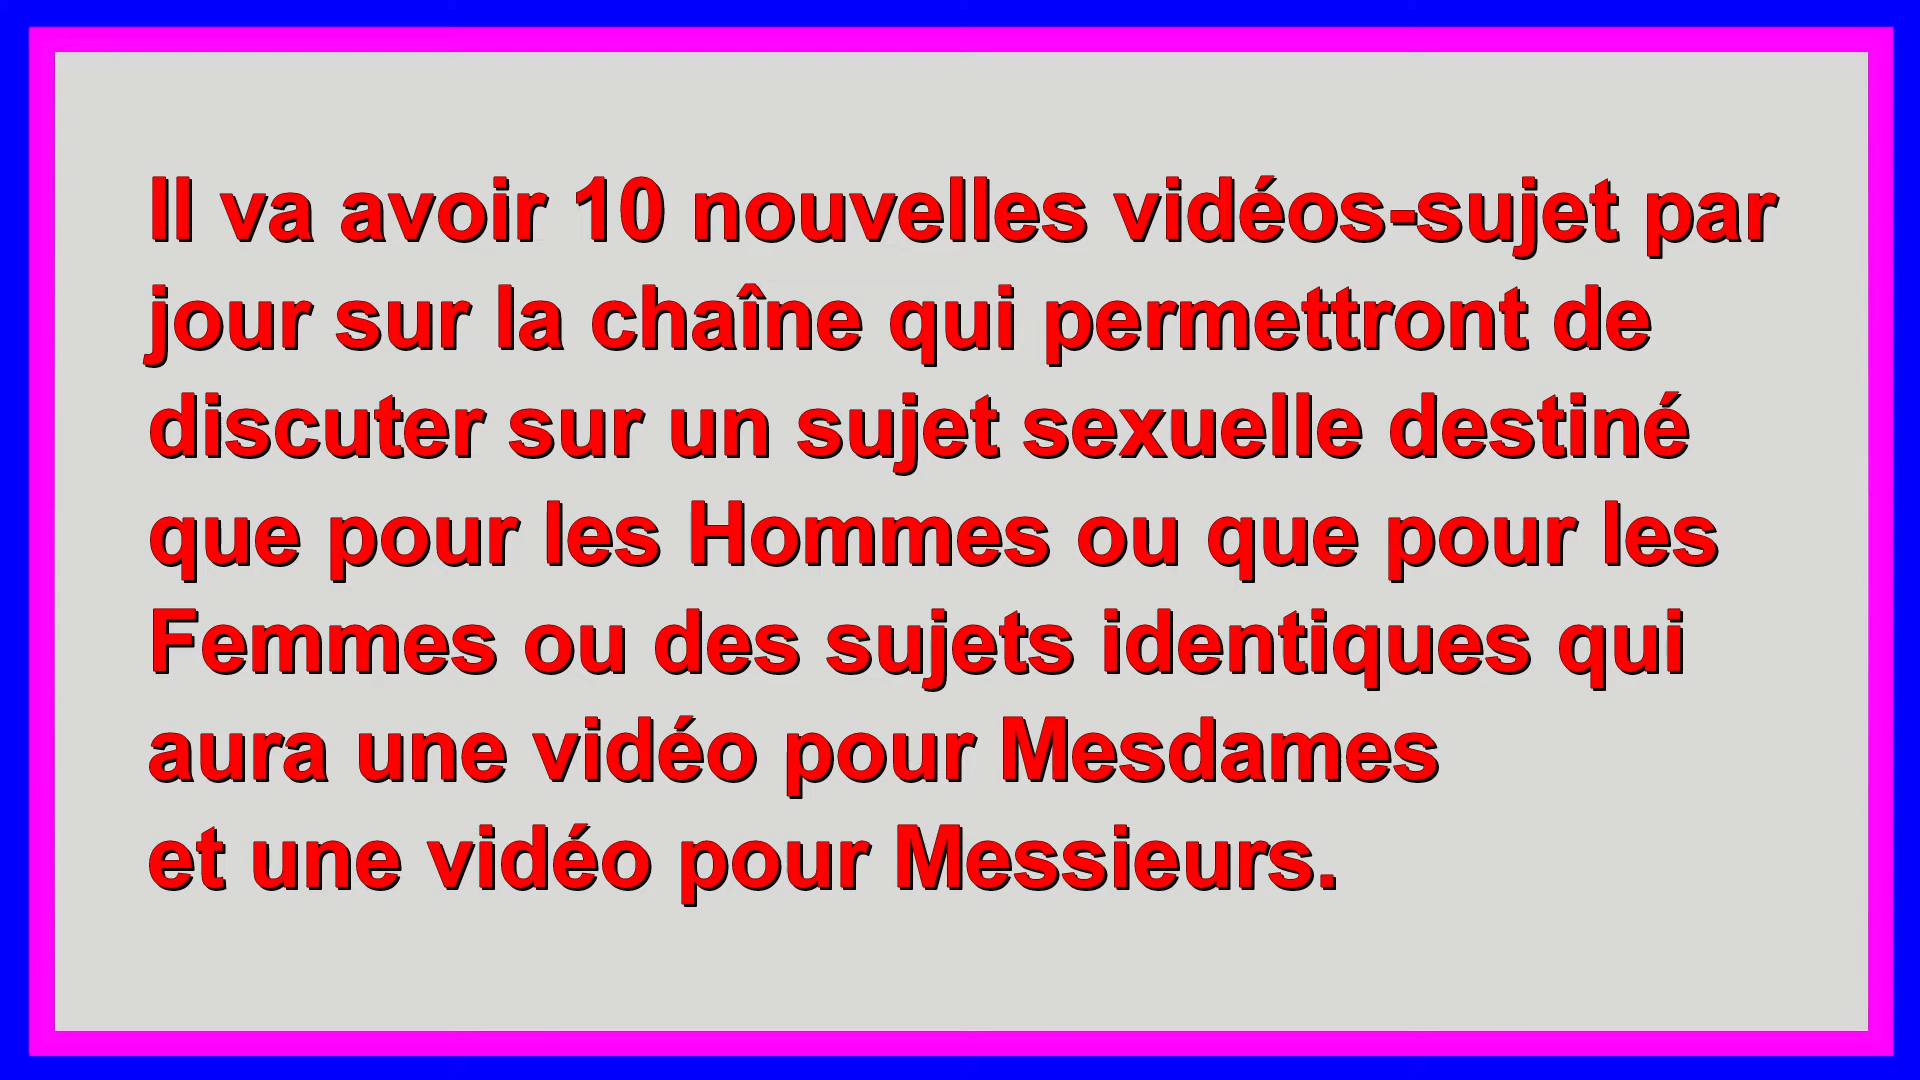 Il va avoir 10 nouvelles vidéos-sujet par
jour sur la chaîne qui permettront de
discuter sur un sujet sexuelle destiné
que pour les Hommes ou que pour les
Femmes ou des sujets identiques qui
aura une vidéo pour Mesdames
et une vidéo pour Messieurs.